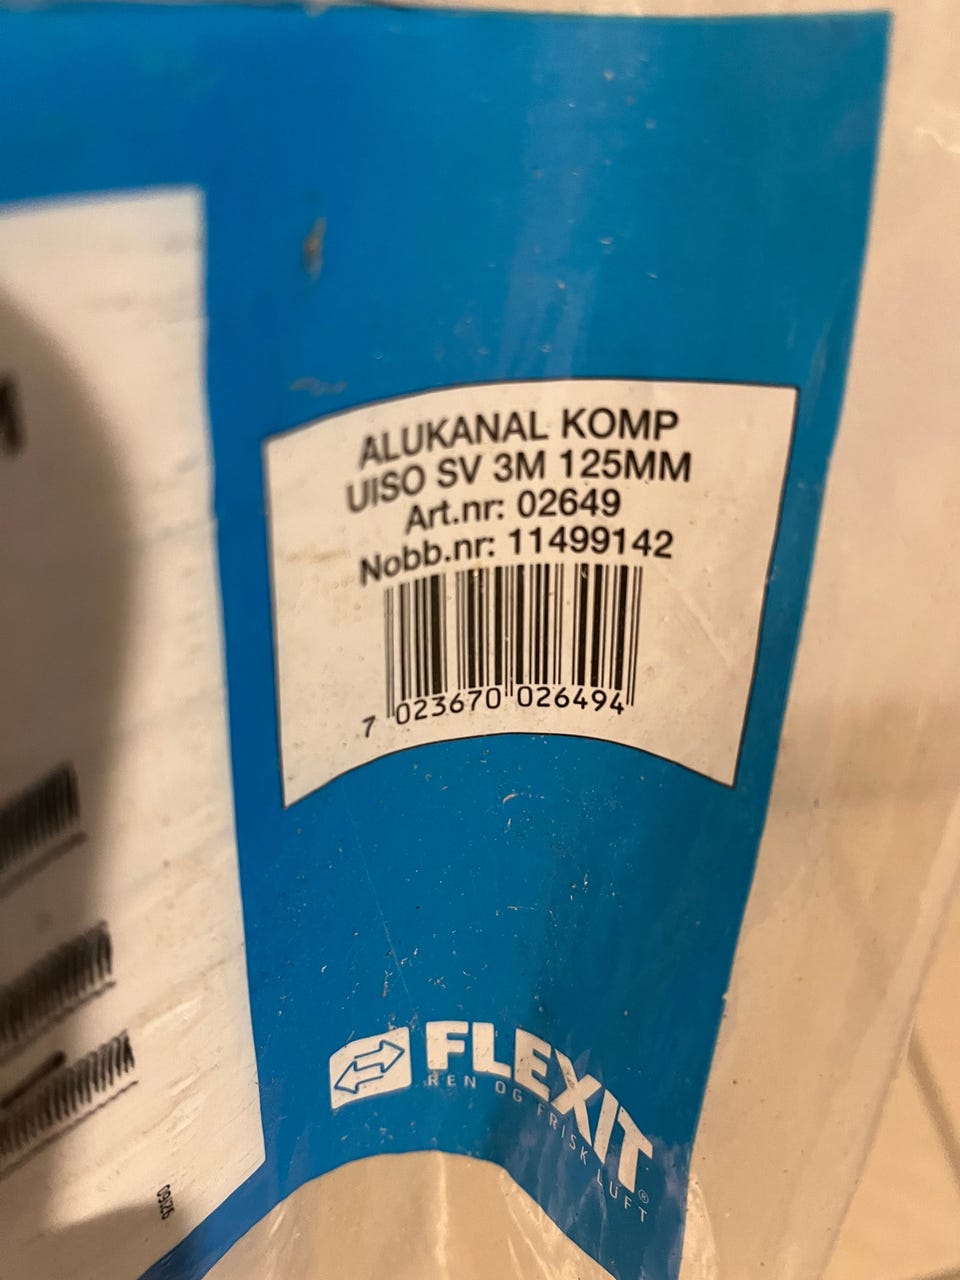 ALUKANAL KOMP
UISO SV 3M 125MM
Art.nr: 02649
Nobb.nr: 11499142
7 023670 026494
FLEXIT®
REN OG FRISK LUFT